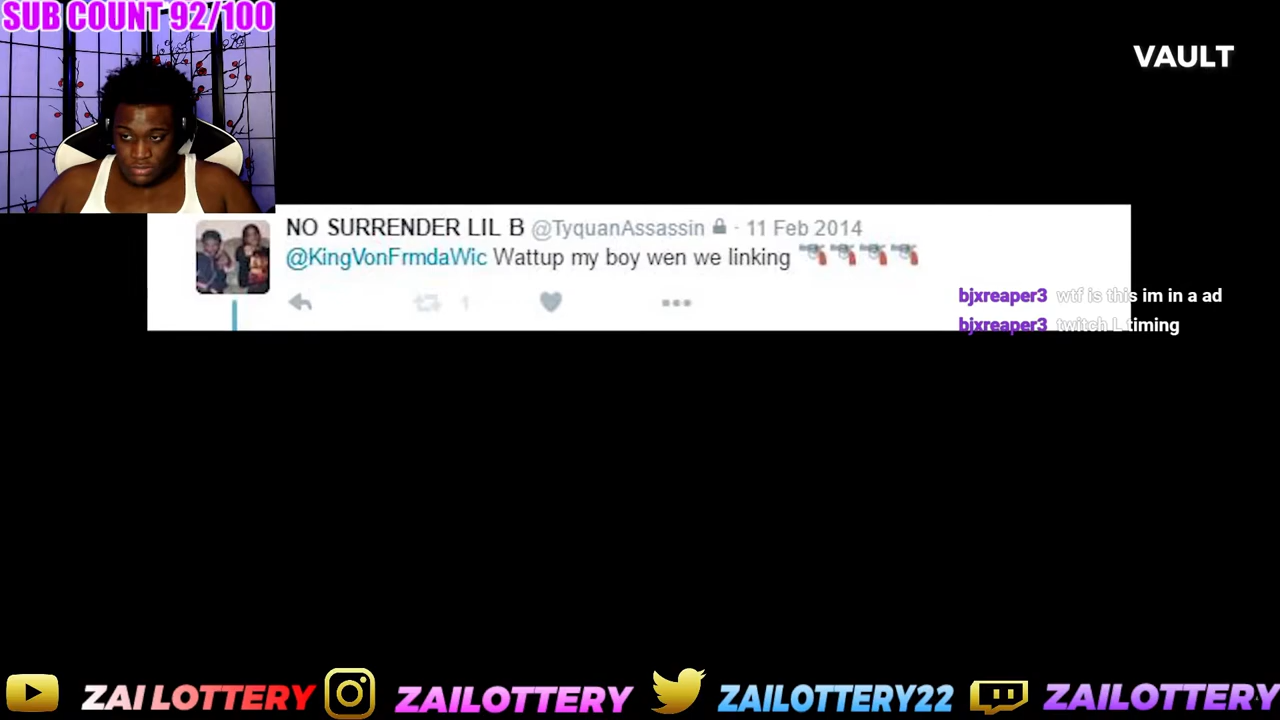 SUB COUNT 92/100
VAULT
NO SURRENDER LIL B @TyquanAssassin · 11 Feb 2014
@KingVonFrmdaWic Wattup my boy wen we linking
1
bjxreaper3 wtf is this im in a ad
bjxreaper3 twitch L timing
ZAI LOTTERY ZAILOTTERY ZAILOTTERY22 ZAILOTTERY